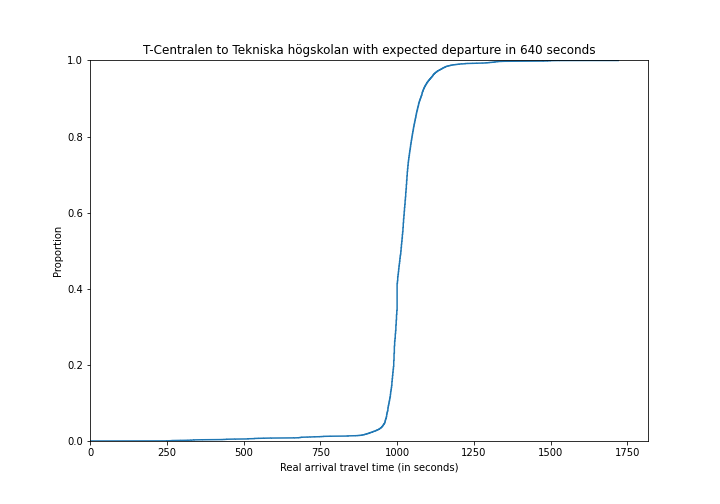 T-Centralen to Tekniska högskolan with expected departure in 640 seconds
1.0
0.8
0.6
0.4
0.2
0.0
Proportion
0 250 500 750 1000 1250 1500 1750
Real arrival travel time (in seconds)